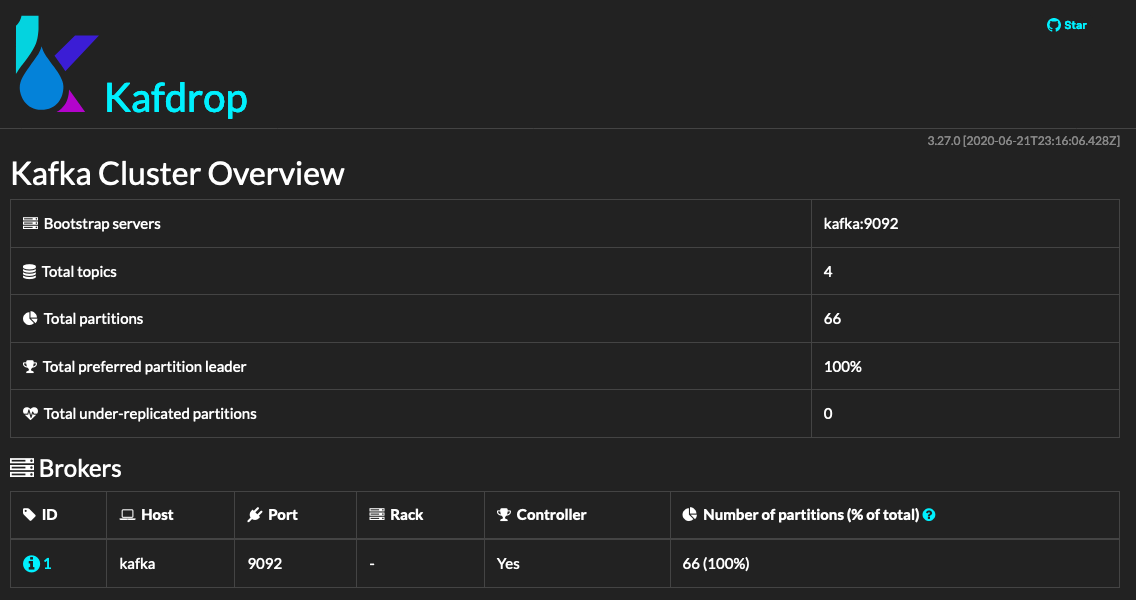 Star
Kafdrop
3.27.0 [2020-06-21T23:16:06.428Z]
Kafka Cluster Overview
Bootstrap servers kafka:9092
Total topics 4
Total partitions 66
Total preferred partition leader 100%
Total under-replicated partitions 0
Brokers
ID Host Port Rack Controller Number of partitions (% of total) ?
1 kafka 9092 - Yes 66 (100%)